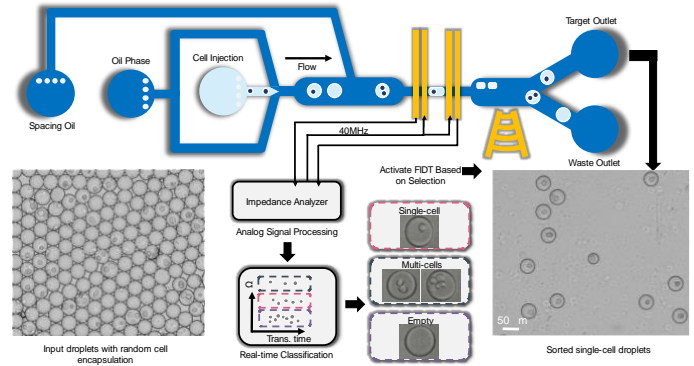 Target Outlet
Oil Phase
Cell Injection
Flow
Spacing Oil
40MHz
Waste Outlet
Activate FIDT Based
on Selection
Impedance Analyzer
Single-cell
Analog Signal Processing
Multi-cells
Trans. time
Empty
50 m
Real-time Classification
Input droplets with random cell
encapsulation
Sorted single-cell droplets